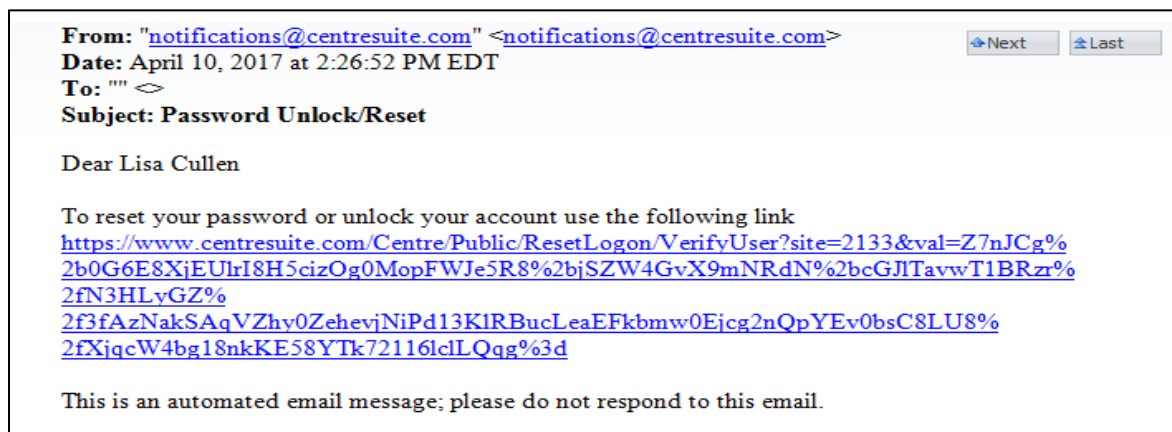 From: "notifications@centresuite.com" <notifications@centresuite.com>
Next Last
Date: April 10, 2017 at 2:26:52 PM EDT
To: "" <>
Subject: Password Unlock/Reset
Dear Lisa Cullen
To reset your password or unlock your account use the following link
https://www.centresuite.com/Centre/Public/ResetLogon/VerifyUser?site=2133&val=Z7nJCg%
2b0G6E8XjEUlrI8H5cizOg0MopFWJe5R8%2bjSZW4GvX9mNRdN%2bcGJlTavwT1BRzr%
2fN3HLyGZ%
2f3fAzNakSAqVZhy0ZehevjNiPd13KlRBucLeaEFkbmw0Ejcg2nQpYEv0bsC8LU8%
2fXjqcW4bg18nkKE58YTk72116lclLQqg%3d
This is an automated email message; please do not respond to this email.